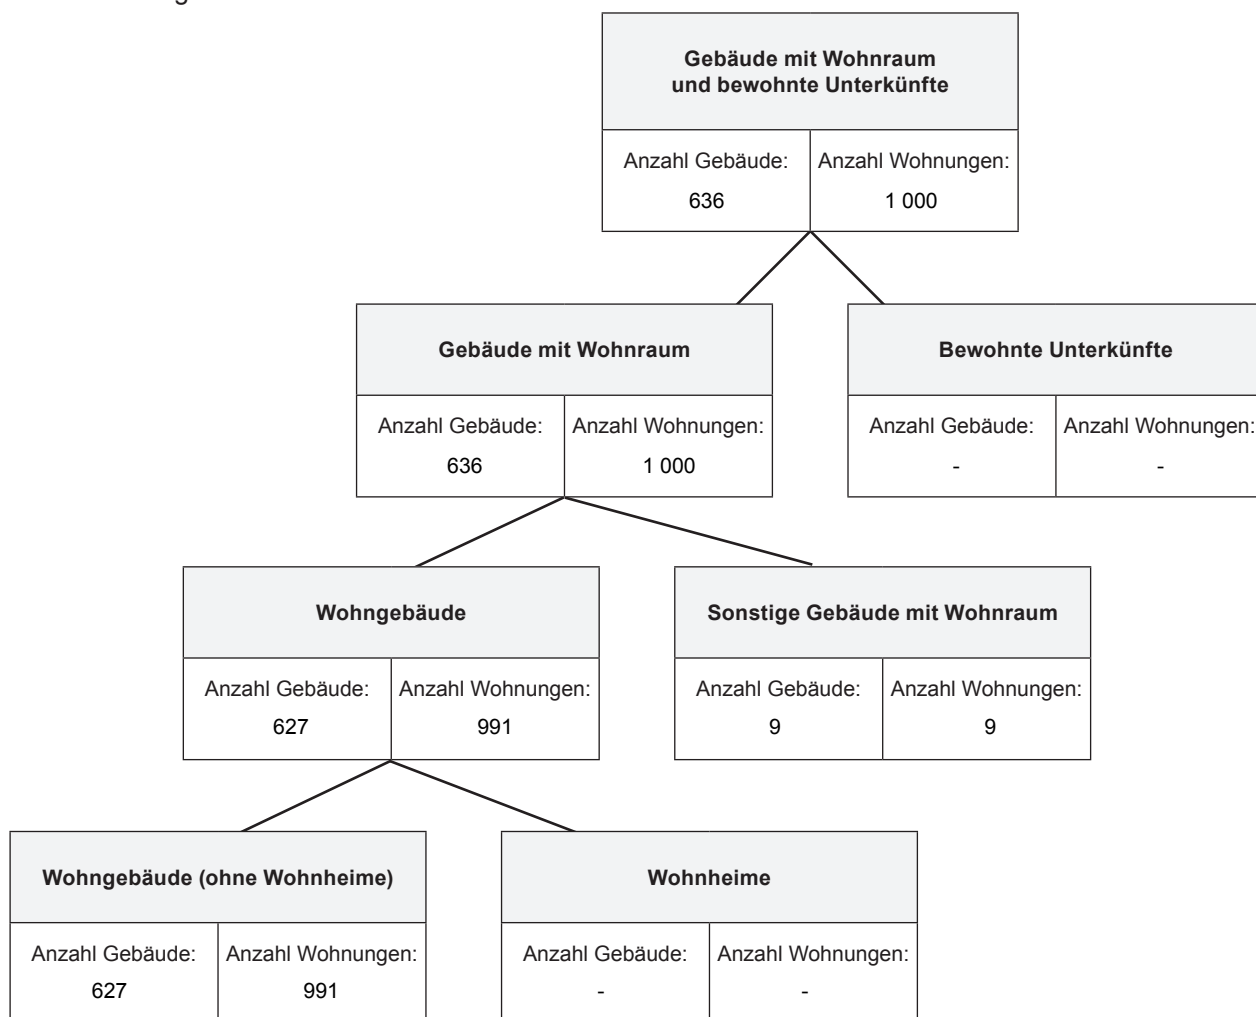 Gebäude mit Wohnraum
und bewohnte Unterkünfte
Anzahl Gebäude: Anzahl Wohnungen:
636 1 000
Gebäude mit Wohnraum
Anzahl Gebäude: Anzahl Wohnungen:
636 1 000
Bewohnte Unterkünfte
Anzahl Gebäude: Anzahl Wohnungen:
- -
Wohngebäude
Anzahl Gebäude: Anzahl Wohnungen:
627 991
Sonstige Gebäude mit Wohnraum
Anzahl Gebäude: Anzahl Wohnungen:
9 9
Wohngebäude (ohne Wohnheime)
Anzahl Gebäude: Anzahl Wohnungen:
627 991
Wohnheime
Anzahl Gebäude: Anzahl Wohnungen:
- -